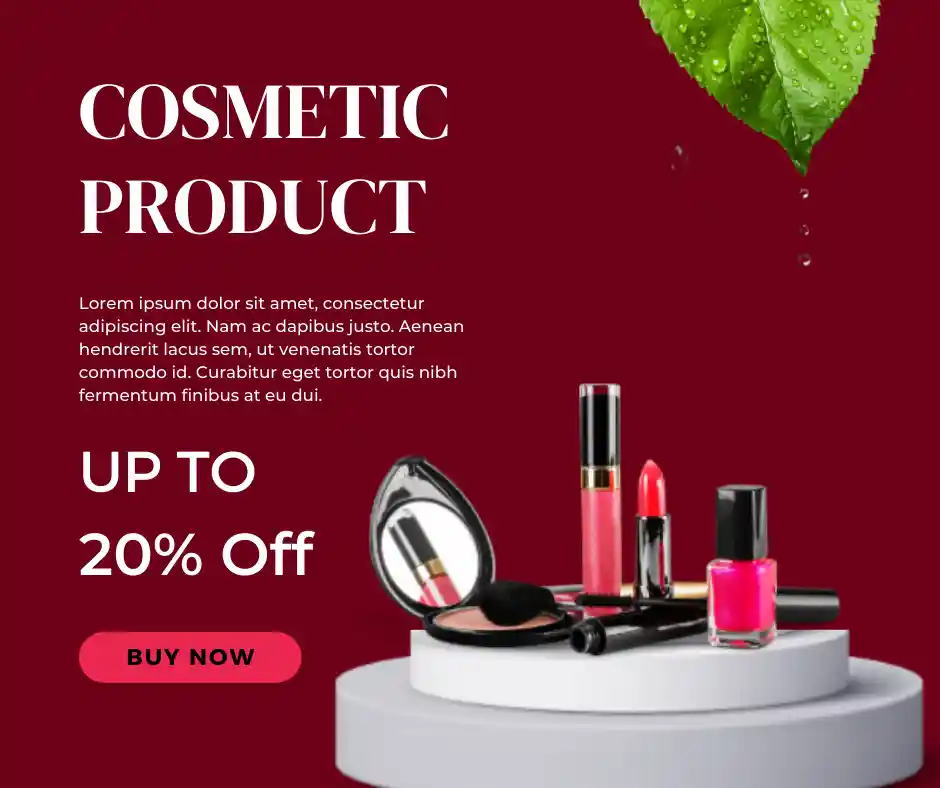 COSMETIC
PRODUCT
Lorem ipsum dolor sit amet, consectetur
adipiscing elit. Nam ac dapibus justo. Aenean
hendrerit lacus sem, ut venenatis tortor
commodo id. Curabitur eget tortor quis nibh
fermentum finibus at eu dui.
UP TO
20% Off
BUY NOW